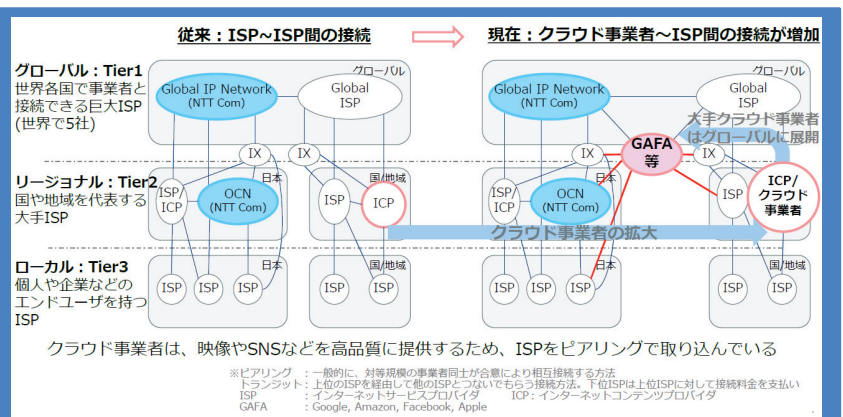 従来：ISP~ISP間の接続
現在：クラウド事業者~ISP間の接続が増加
グローバル：Tier1
世界各国で事業者と
接続できる巨大ISP
(世界で5社)
グローバル
Global IP Network
(NTT Com)
Global
ISP
IX
IX
グローバル
Global IP Network
(NTT Com)
Global
ISP
大手クラウド事業者
はグローバルに展開
GAFA
等
IX
IX
リージョナル：Tier2
国や地域を代表する
大手ISP
日本
ISP/
ICP
OCN
(NTT Com)
国/地域
ISP
ICP
日本
ISP/
ICP
OCN
(NTT Com)
ISP
ICP/
クラウド
事業者
クラウド事業者の拡大
ローカル：Tier3
個人や企業などの
エンドユーザを持つ
ISP
日本
ISP
ISP
ISP
国/地域
ISP
ISP
日本
ISP
ISP
ISP
国/地域
ISP
ISP
クラウド事業者は、映像やSNSなどを高品質に提供するため、ISPをピアリングで取り込んでいる
※ピアリング ：一般的に、対等規模の事業者同士が合意により相互接続する方法
トランジット：上位のISPを経由して他のISPとつないでもらう接続方法。下位ISPは上位ISPに対して接続料金を支払い
ISP ：インターネットサービスプロバイダ ICP：インターネットコンテンツプロバイダ
GAFA ：Google, Amazon, Facebook, Apple